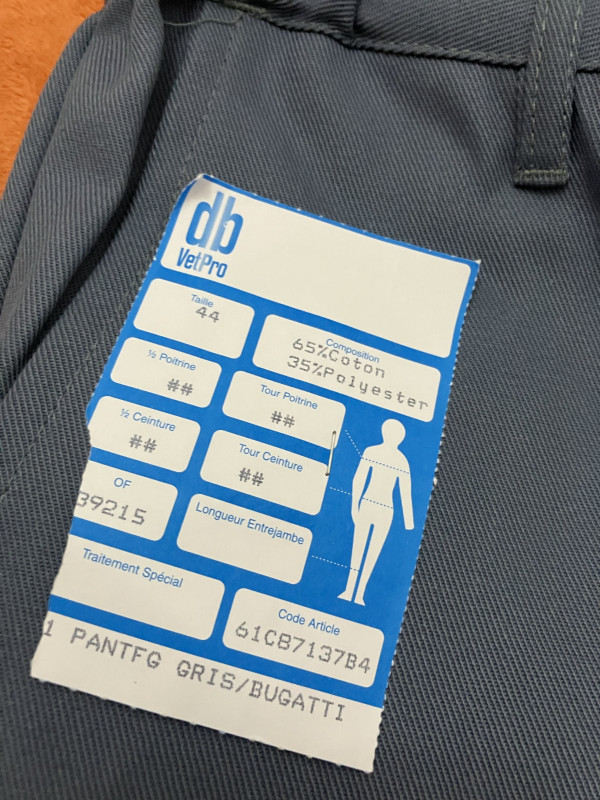 db
VetPro
Taille
44
Composition
65%Coton
35%Polyester
½ Poitrine
##
Tour Poitrine
##
½ Ceinture
##
Tour Ceinture
##
OF
39215
Longueur Entrejambe
Traitement Spécial
Code Article
61CB7137B4
1 PANTFG GRIS/BUGATTI